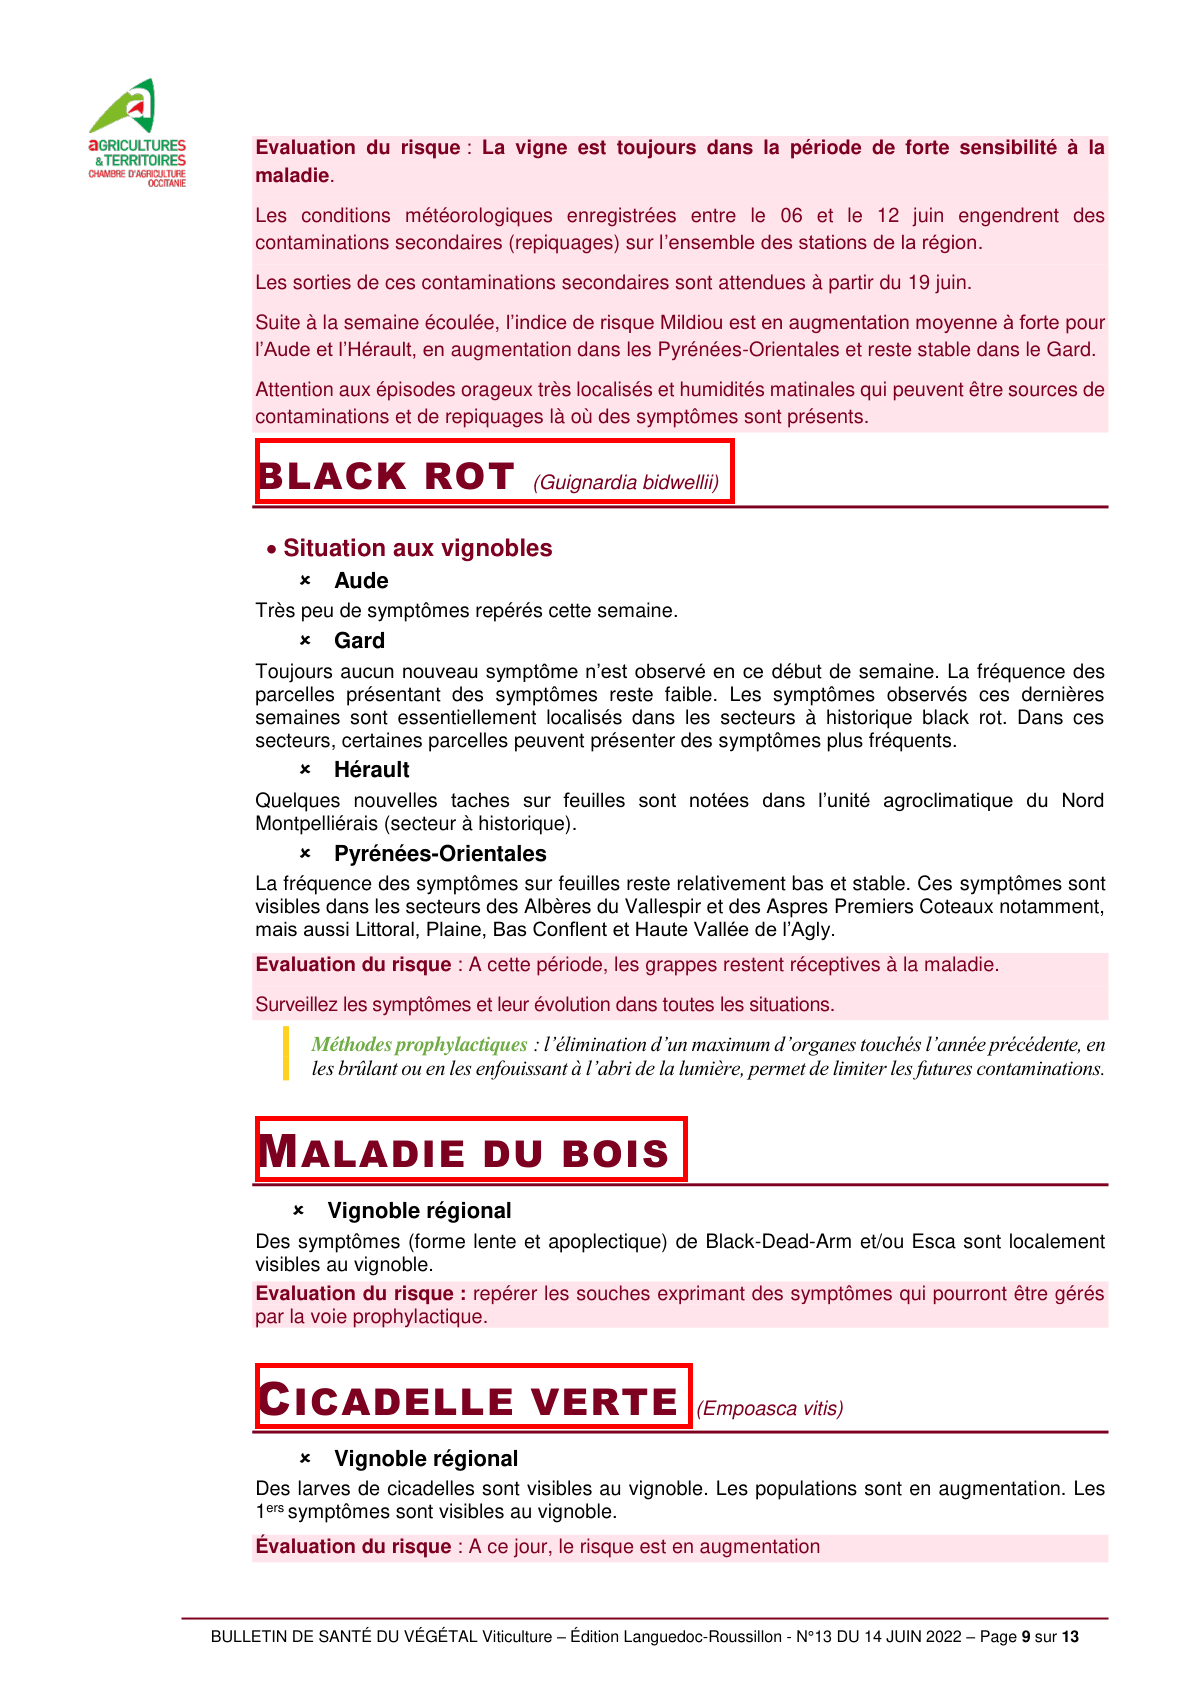 AGRICULTURES
& TERRITOIRES
CHAMBRE D'AGRICULTURE
OCCITANIE
Evaluation du risque : La vigne est toujours dans la période de forte sensibilité à la
maladie.
Les conditions météorologiques enregistrées entre le 06 et le 12 juin engendrent des
contaminations secondaires (repiquages) sur l’ensemble des stations de la région.
Les sorties de ces contaminations secondaires sont attendues à partir du 19 juin.
Suite à la semaine écoulée, l’indice de risque Mildiou est en augmentation moyenne à forte pour
l’Aude et l’Hérault, en augmentation dans les Pyrénées-Orientales et reste stable dans le Gard.
Attention aux épisodes orageux très localisés et humidités matinales qui peuvent être sources de
contaminations et de repiquages là où des symptômes sont présents.
BLACK ROT (Guignardia bidwellii)
• Situation aux vignobles
× Aude
Très peu de symptômes repérés cette semaine.
× Gard
Toujours aucun nouveau symptôme n’est observé en ce début de semaine. La fréquence des
parcelles présentant des symptômes reste faible. Les symptômes observés ces dernières
semaines sont essentiellement localisés dans les secteurs à historique black rot. Dans ces
secteurs, certaines parcelles peuvent présenter des symptômes plus fréquents.
× Hérault
Quelques nouvelles taches sur feuilles sont notées dans l’unité agroclimatique du Nord
Montpelliérais (secteur à historique).
× Pyrénées-Orientales
La fréquence des symptômes sur feuilles reste relativement bas et stable. Ces symptômes sont
visibles dans les secteurs des Albères du Vallespir et des Aspres Premiers Coteaux notamment,
mais aussi Littoral, Plaine, Bas Conflent et Haute Vallée de l’Agly.
Evaluation du risque : A cette période, les grappes restent réceptives à la maladie.
Surveillez les symptômes et leur évolution dans toutes les situations.
Méthodes prophylactiques : l’élimination d’un maximum d’organes touchés l’année précédente, en
les brûlant ou en les enfouissant à l’abri de la lumière, permet de limiter les futures contaminations.
MALADIE DU BOIS
× Vignoble régional
Des symptômes (forme lente et apoplectique) de Black-Dead-Arm et/ou Esca sont localement
visibles au vignoble.
Evaluation du risque : repérer les souches exprimant des symptômes qui pourront être gérés
par la voie prophylactique.
CICADELLE VERTE (Empoasca vitis)
× Vignoble régional
Des larves de cicadelles sont visibles au vignoble. Les populations sont en augmentation. Les
1ers symptômes sont visibles au vignoble.
Évaluation du risque : A ce jour, le risque est en augmentation
BULLETIN DE SANTÉ DU VÉGÉTAL Viticulture – Édition Languedoc-Roussillon - N°13 DU 14 JUIN 2022 – Page 9 sur 13